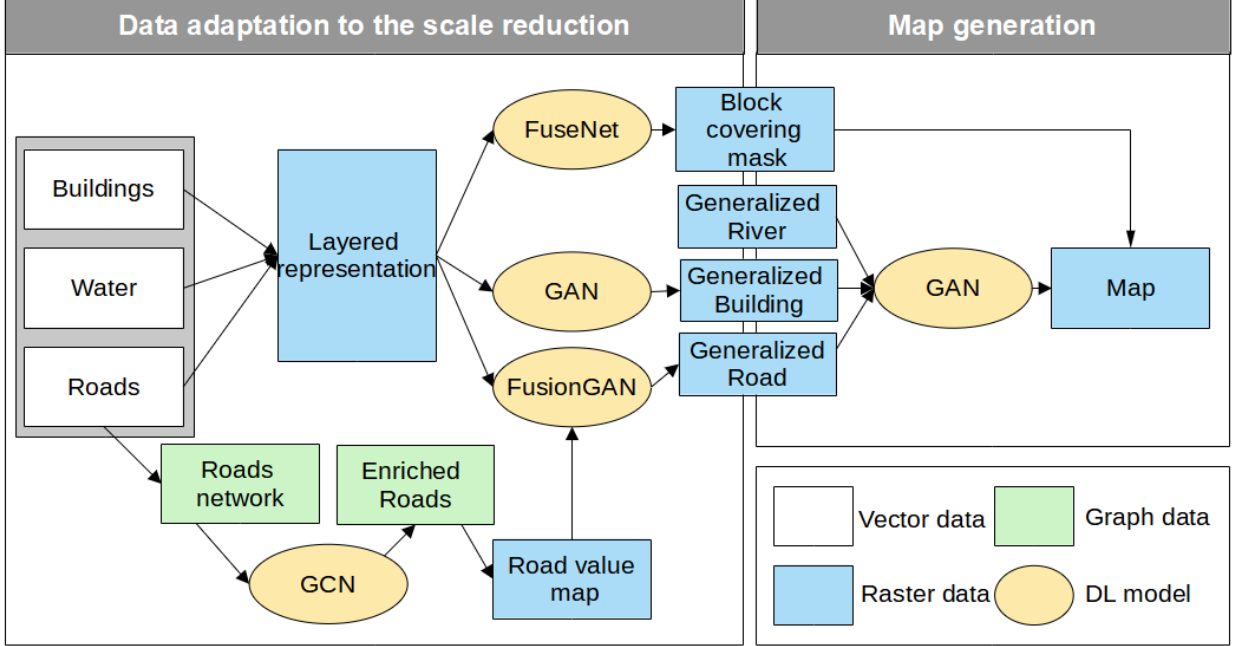 Data adaptation to the scale reduction
Map generation
Buildings
Water
Roads
Layered
representation
FuseNet
GAN
FusionGAN
Block
covering
mask
Generalized
River
Generalized
Building
Generalized
Road
GAN
Map
Roads
network
Enriched
Roads
GCN
Road value
map
Vector data
Graph data
Raster data
DL model